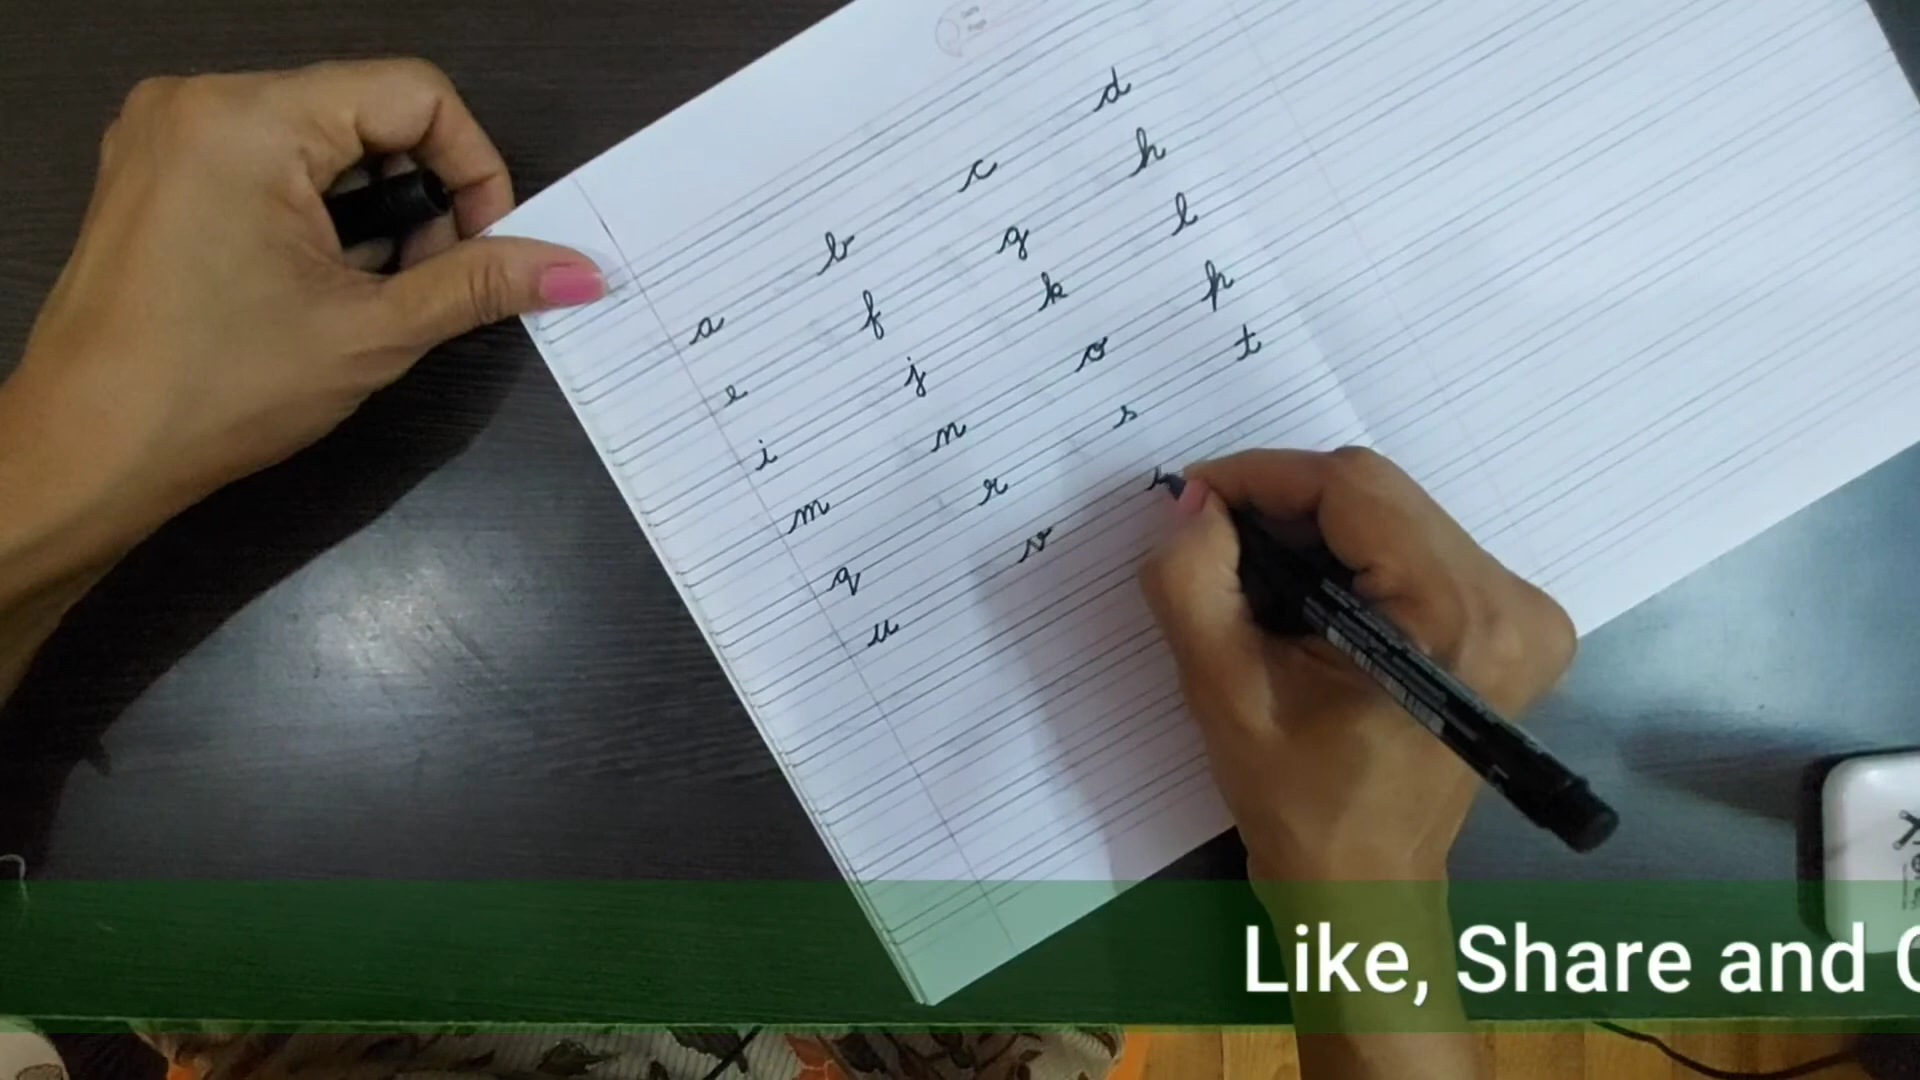 a b c d
e f g h
i j k l
m n o p
q r s t
u v
Like, Share and